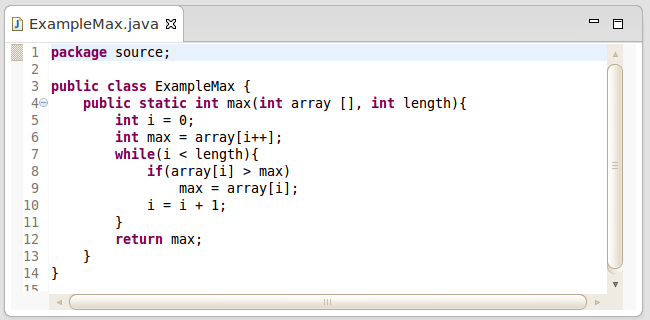 ExampleMax.java
1 package source;
2
3 public class ExampleMax {
4 public static int max(int array [], int length){
5 int i = 0;
6 int max = array[i++];
7 while(i < length){
8 if(array[i] > max)
9 max = array[i];
10 i = i + 1;
11 }
12 return max;
13 }
14 }
15